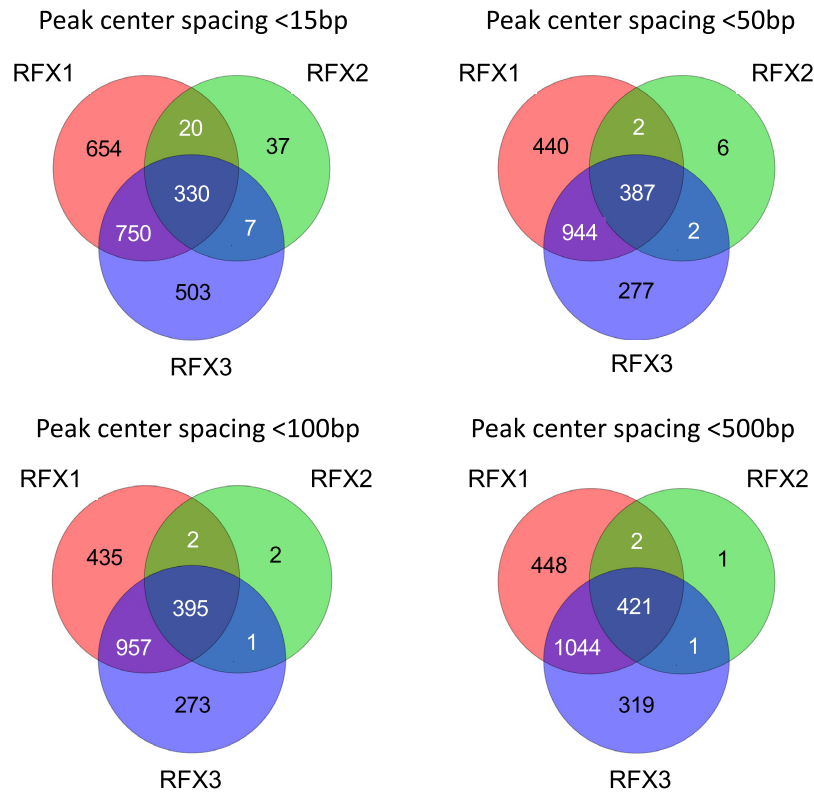 Peak center spacing <15bp
RFX1
RFX2
20
654
37
330
750
7
503
RFX3
Peak center spacing <50bp
RFX1
RFX2
2
440
6
387
944
2
277
RFX3
Peak center spacing <100bp
RFX1
RFX2
2
435
2
395
957
1
273
RFX3
Peak center spacing <500bp
RFX1
RFX2
2
448
1
421
1044
1
319
RFX3